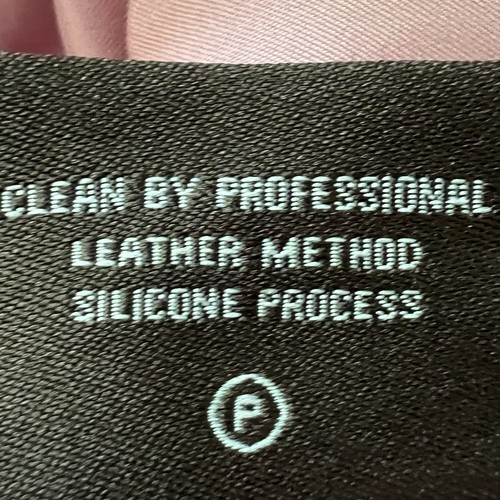 CLEAN BY PROFESSIONAL
LEATHER METHOD
SILICONE PROCESS
P